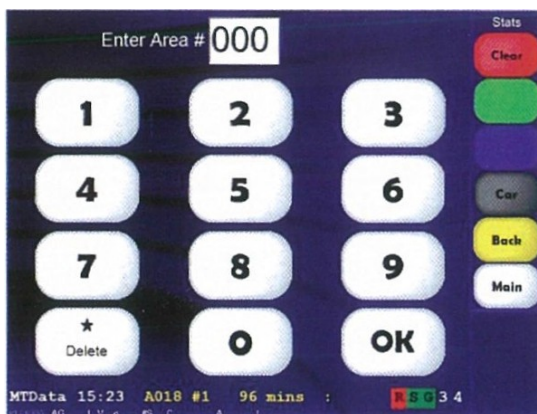 Stats
Enter Area # 000
Clear
1 2 3
4 5 6
Car
Back
7 8 9
Main
* Delete 0 OK
MTData 15:23 A018 #1 96 mins : R S G 3 4